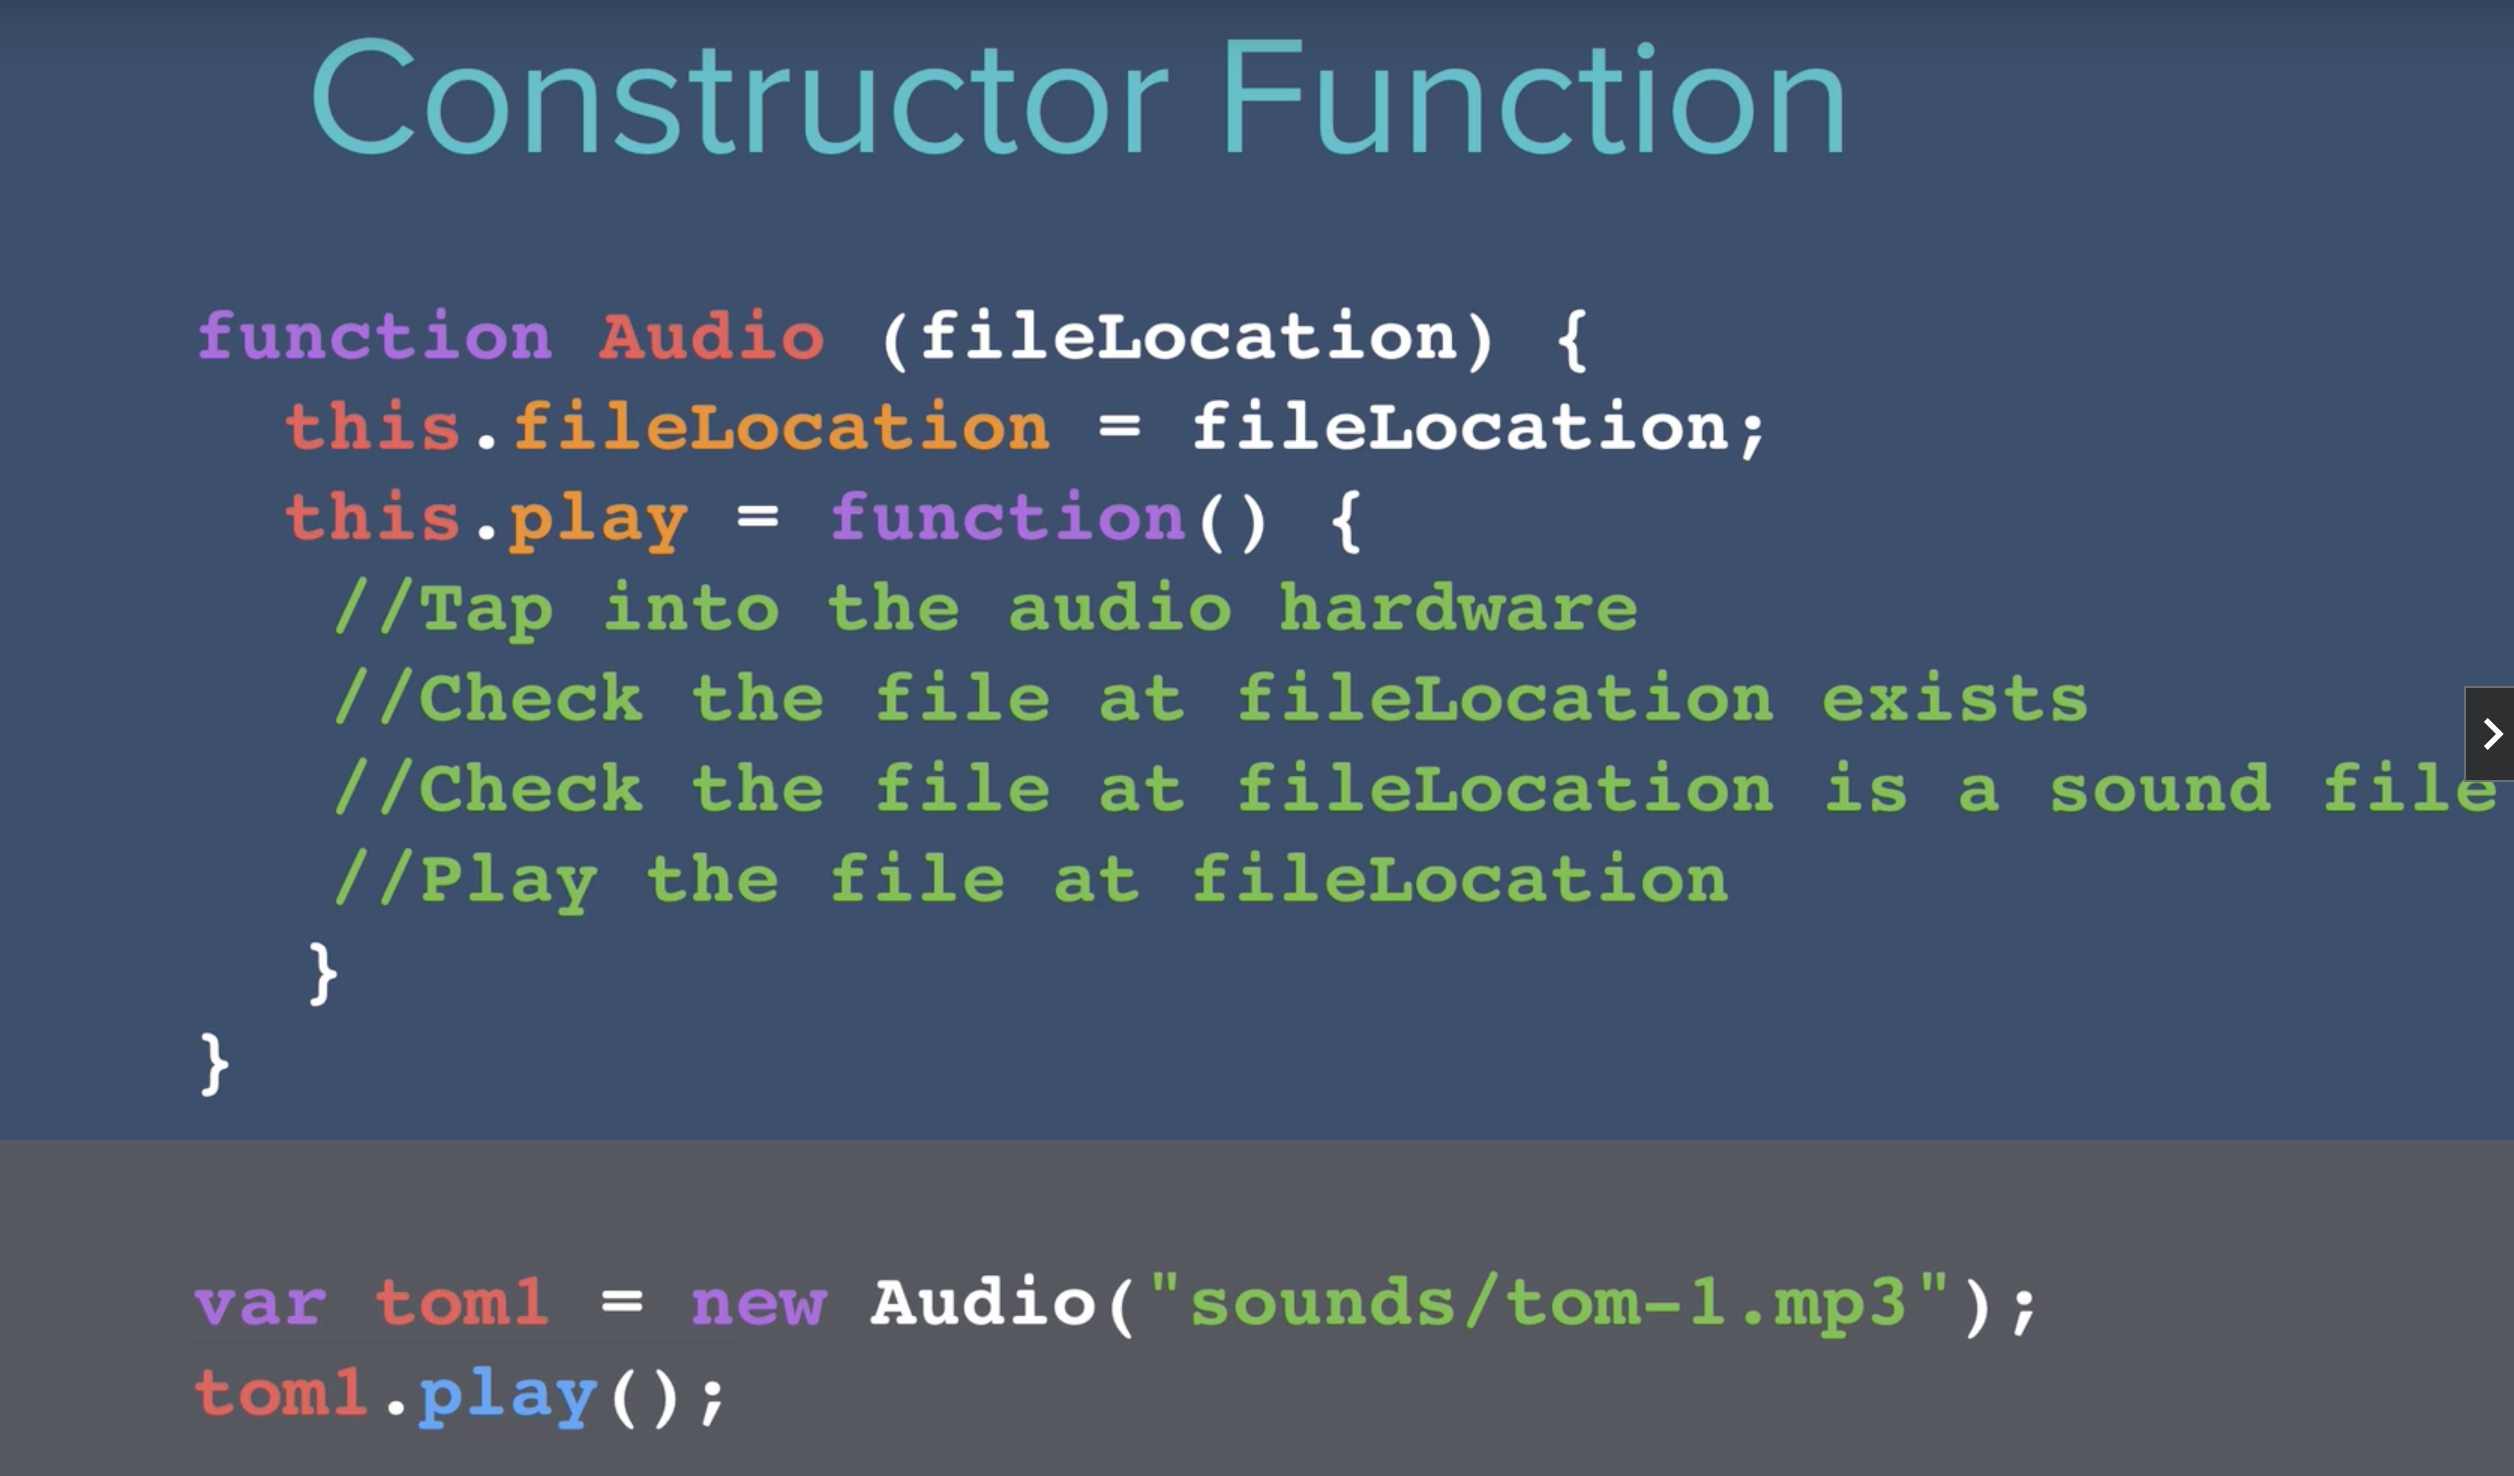 Constructor Function
function Audio (fileLocation) {
this.fileLocation = fileLocation;
this.play = function() {
//Tap into the audio hardware
//Check the file at fileLocation exists
//Check the file at fileLocation is a sound file
//Play the file at fileLocation
}
}
var tom1 = new Audio("sounds/tom-1.mp3");
tom1.play();